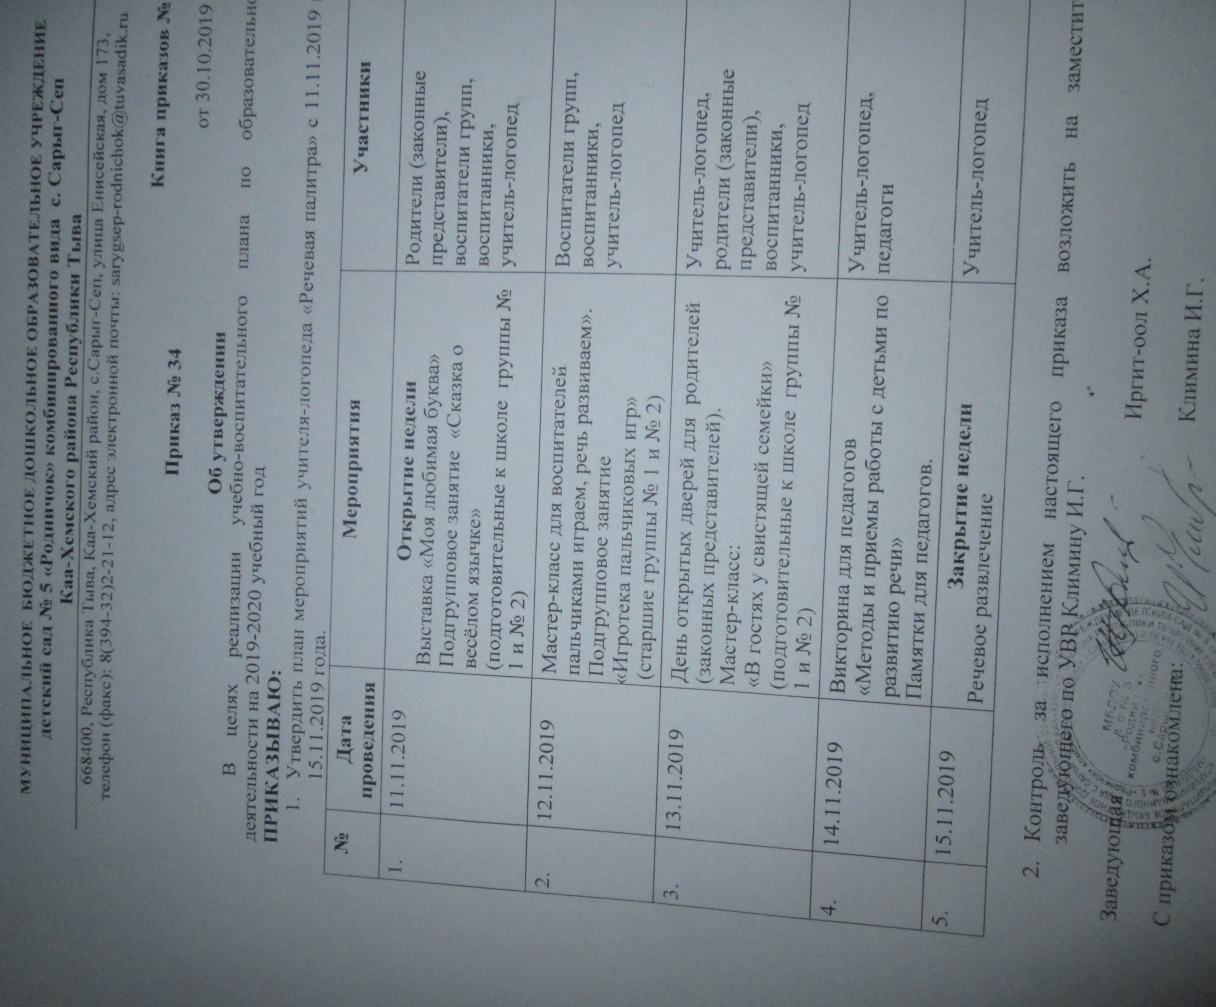 МУНИЦИПАЛЬНОЕ БЮДЖЕТНОЕ ДОШКОЛЬНОЕ ОБРАЗОВАТЕЛЬНОЕ УЧРЕЖДЕНИЕ
детский сад № 5 «Родничок» комбинированного вида с. Сарыг-Сеп
Каа-Хемского района Республики Тыва
668400, Республика Тыва, Каа-Хемский район, с.Сарыг-Сеп, улица Енисейская, дом 173,
телефон (факс): 8(394-32)2-21-12, адрес электронной почты: sarygsep-rodnichok@tuvasadik.ru
Книга приказов №
Приказ № 34
от 30.10.2019
Об утверждении
В целях реализации учебно-воспитательного плана по образовательно
деятельности на 2019-2020 учебный год
ПРИКАЗЫВАЮ:
1. Утвердить план мероприятий учителя-логопеда «Речевая палитра» с 11.11.2019
15.11.2019 года.
№
Дата
проведения
Мероприятия
Участники
1.
11.11.2019
Открытие недели
Выставка «Моя любимая буква»
Подгрупповое занятие «Сказка о
весёлом язычке»
(подготовительные к школе группы №
1 и № 2)
Родители (законные
представители),
воспитатели групп,
воспитанники,
учитель-логопед
2.
12.11.2019
Мастер-класс для воспитателей
пальчиками играем, речь развиваем».
Подгрупповое занятие
«Игротека пальчиковых игр»
(старшие группы № 1 и № 2)
Воспитатели групп,
воспитанники,
учитель-логопед
3.
13.11.2019
День открытых дверей для родителей
(законных представителей).
Мастер-класс:
«В гостях у свистящей семейки»
(подготовительные к школе группы №
1 и № 2)
Учитель-логопед,
родители (законные
представители),
воспитанники,
учитель-логопед
4.
14.11.2019
Викторина для педагогов
«Методы и приемы работы с детьми по
развитию речи»
Памятки для педагогов.
Учитель-логопед,
педагоги
5.
15.11.2019
Закрытие недели
Речевое развлечение
Учитель-логопед
2. Контроль за исполнением настоящего приказа возложить на заместит
заведующего по УВР Климину И.Г.
Заведующая
Иргит-оол Х.А.
С приказом ознакомлена:
Климина И.Г.